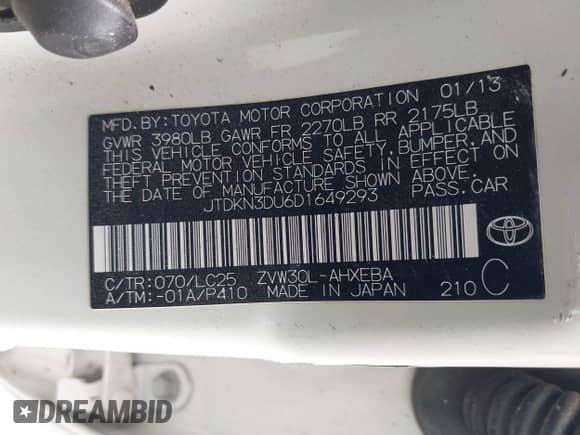 MFD. BY: TOYOTA MOTOR CORPORATION 01/13
GVWR 3980LB GAWR FR 2270LB RR 2175LB
THIS VEHICLE CONFORMS TO ALL APPLICABLE
FEDERAL MOTOR VEHICLE SAFETY, BUMPER, AND
THEFT PREVENTION STANDARDS IN EFFECT ON
THE DATE OF MANUFACTURE SHOWN ABOVE.
JTDKN3DU6D1649293 PASS. CAR
TOYOTA
C/TR: 070/LC25 ZVW30L-AHXEBA
A/TM: -01A/P410 MADE IN JAPAN 210 C
DREAMBID